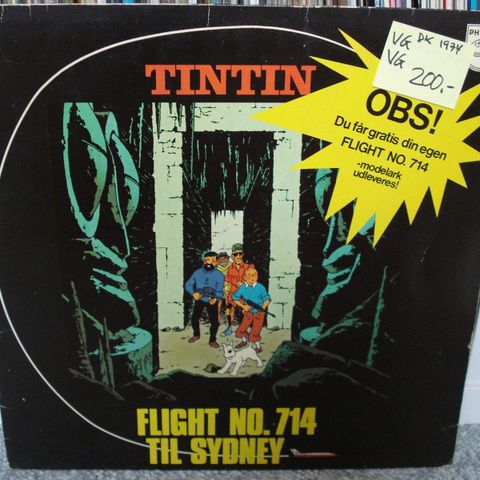 VG DK 1974
VG 200.-
PH
TINTIN
OBS!
Du får gratis din egen
FLIGHT NO. 714
-modelark
udleveres!
FLIGHT NO. 714
TIL SYDNEY